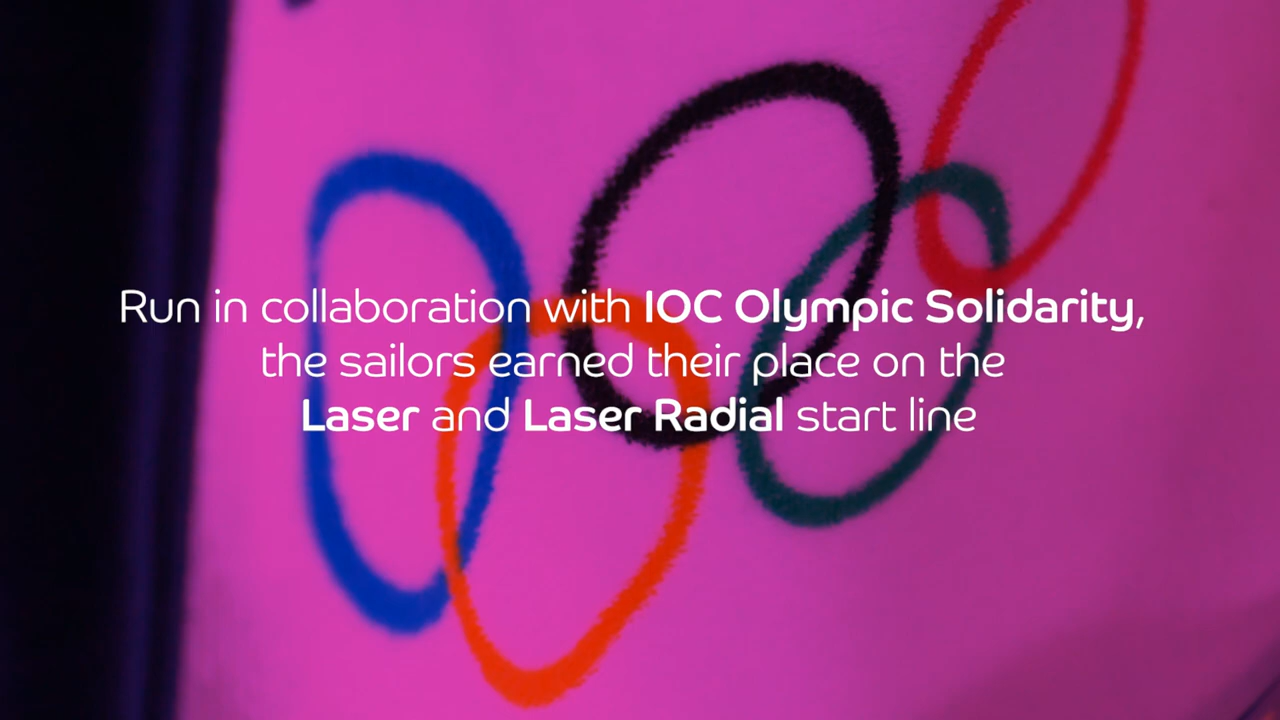 Run in collaboration with IOC Olympic Solidarity,
the sailors earned their place on the
Laser and Laser Radial start line